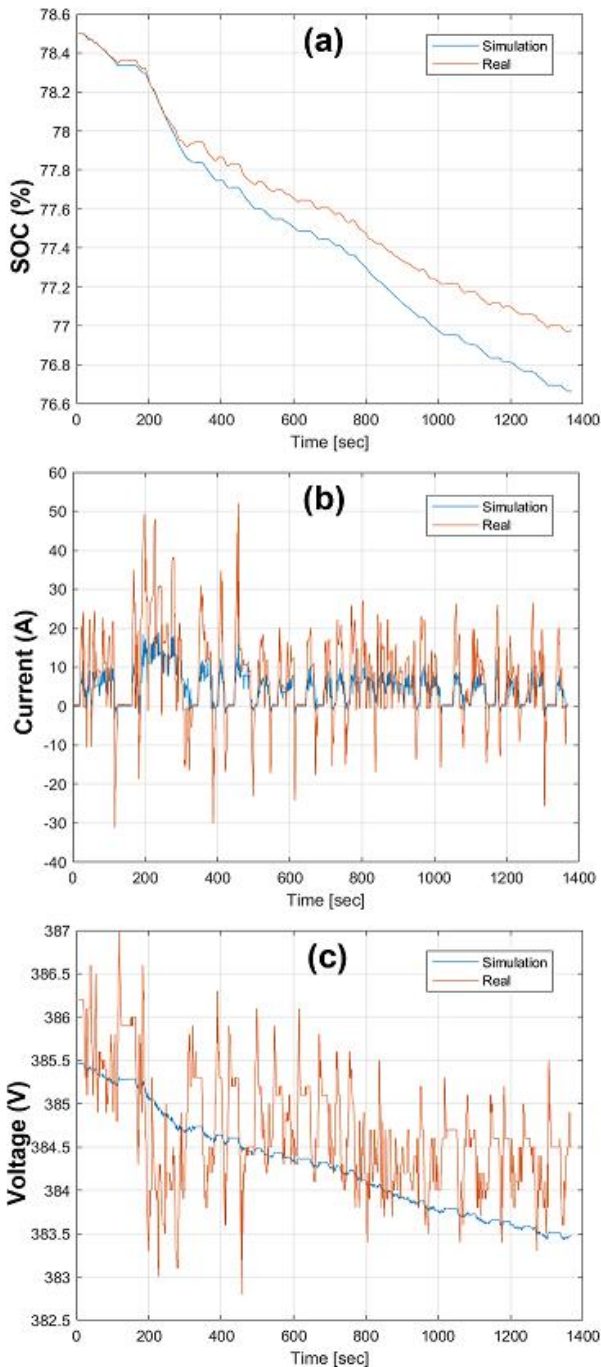 (a)
Simulation
Real
78.6
78.4
78.2
78
77.8
77.6
77.4
77.2
77
76.8
76.6
SOC (%)
0 200 400 600 800 1000 1200 1400
Time [sec]
(b)
Simulation
Real
60
50
40
30
20
10
0
-10
-20
-30
-40
Current (A)
0 200 400 600 800 1000 1200 1400
Time [sec]
(c)
Simulation
Real
387
386.5
386
385.5
385
384.5
384
383.5
383
382.5
Voltage (V)
0 200 400 600 800 1000 1200 1400
Time [sec]